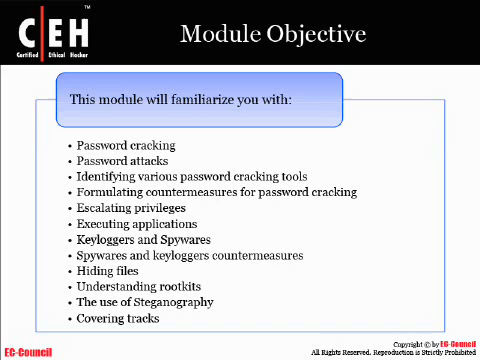 C|EH™
Certified Ethical Hacker
Module Objective
This module will familiarize you with:
• Password cracking
• Password attacks
• Identifying various password cracking tools
• Formulating countermeasures for password cracking
• Escalating privileges
• Executing applications
• Keyloggers and Spywares
• Spywares and keyloggers countermeasures
• Hiding files
• Understanding rootkits
• The use of Steganography
• Covering tracks
EC-Council
Copyright © by EC-Council
All Rights Reserved. Reproduction is Strictly Prohibited